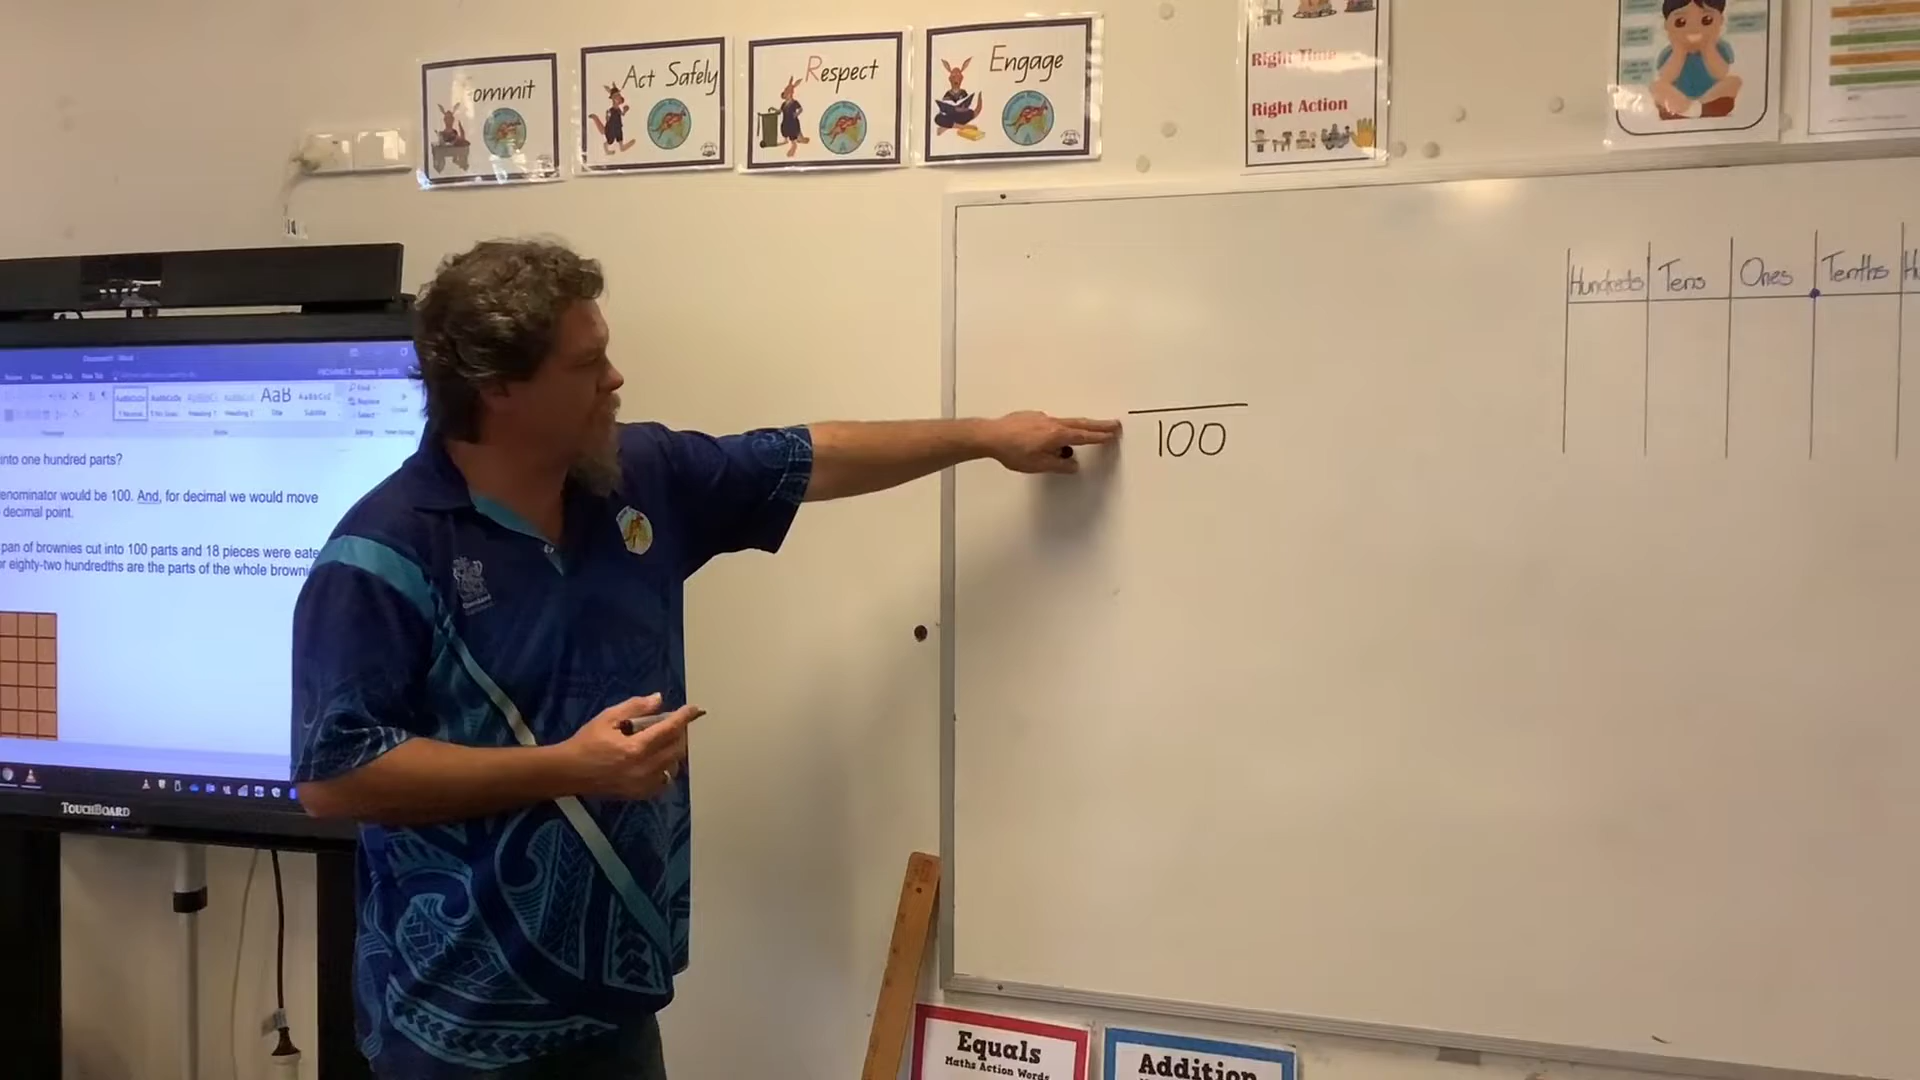 ommit
Act Safely
Respect
Engage
Right Time
Right Action
Hundreds Tens Ones Tenths
100
into one hundred parts?
enominator would be 100. And, for decimal we would move
decimal point.
pan of brownies cut into 100 parts and 18 pieces were eate
r eighty-two hundredths are the parts of the whole browni
AaB
TOUCHBOARD
Equals
Maths Action Words
Addition